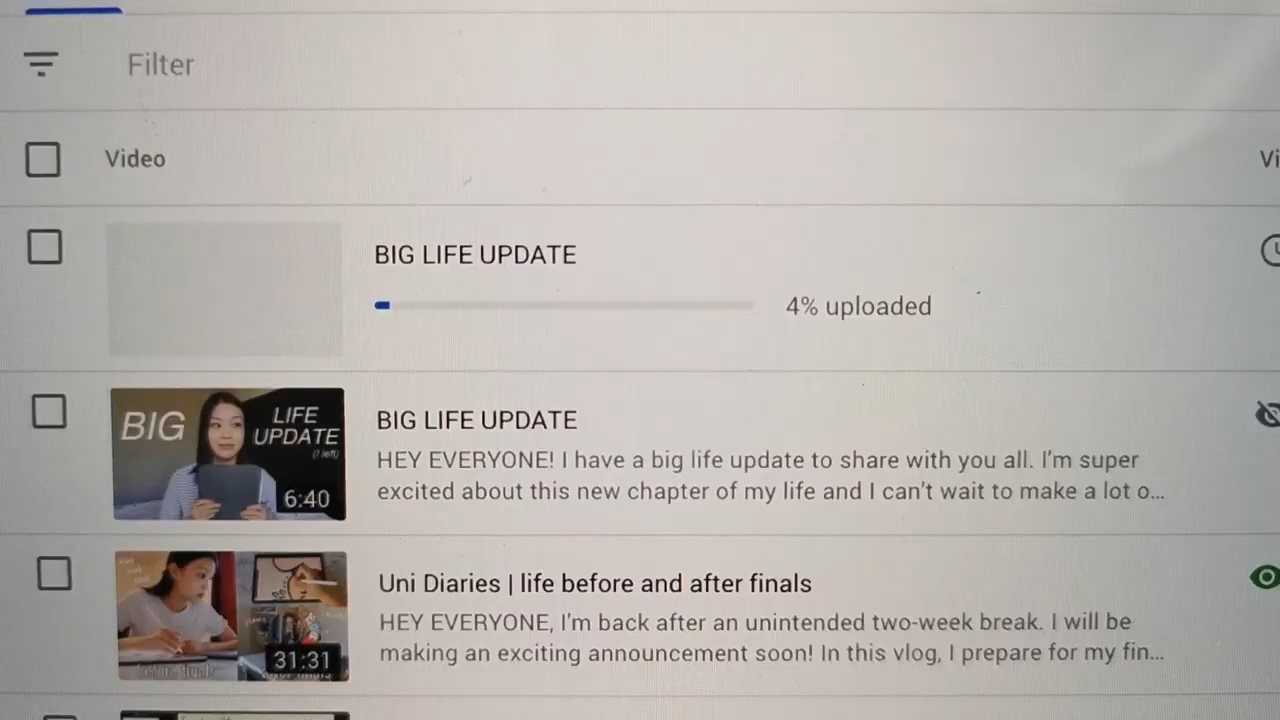 Filter
Video
Vi
BIG LIFE UPDATE
4% uploaded
BIG
LIFE
UPDATE
(I left)
6:40
BIG LIFE UPDATE
HEY EVERYONE! I have a big life update to share with you all. I'm super
excited about this new chapter of my life and I can't wait to make a lot o...
31:31
Uni Diaries | life before and after finals
HEY EVERYONE, I'm back after an unintended two-week break. I will be
making an exciting announcement soon! In this vlog, I prepare for my fin...